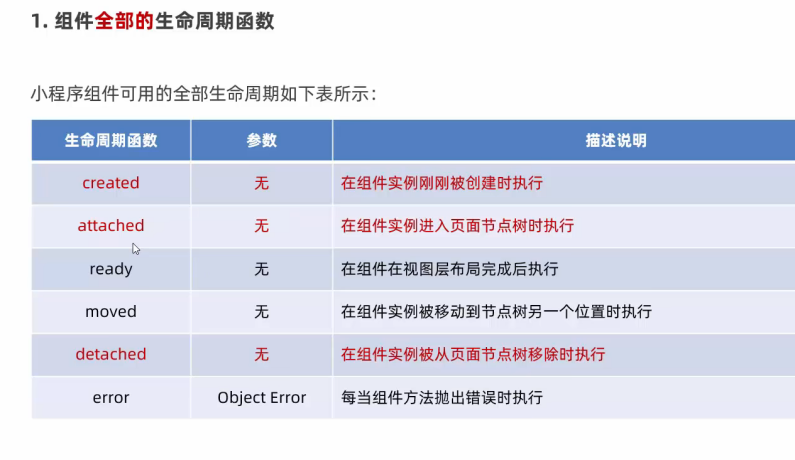 1. 组件全部的生命周期函数
小程序组件可用的全部生命周期如下表所示：
生命周期函数 参数 描述说明
created 无 在组件实例刚刚被创建时执行
attached 无 在组件实例进入页面节点树时执行
ready 无 在组件在视图层布局完成后执行
moved 无 在组件实例被移动到节点树另一个位置时执行
detached 无 在组件实例被从页面节点树移除时执行
error Object Error 每当组件方法抛出错误时执行